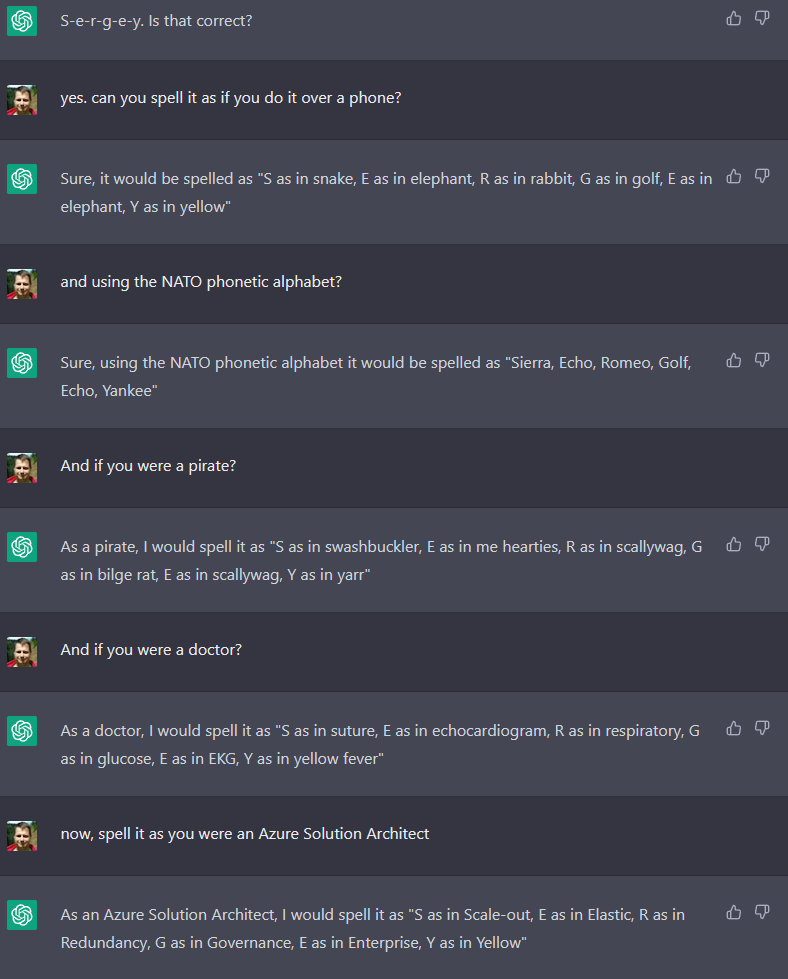 S-e-r-g-e-y. Is that correct?
yes. can you spell it as if you do it over a phone?
Sure, it would be spelled as "S as in snake, E as in elephant, R as in rabbit, G as in golf, E as in
elephant, Y as in yellow"
and using the NATO phonetic alphabet?
Sure, using the NATO phonetic alphabet it would be spelled as "Sierra, Echo, Romeo, Golf,
Echo, Yankee"
And if you were a pirate?
As a pirate, I would spell it as "S as in swashbuckler, E as in me hearties, R as in scallywag, G
as in bilge rat, E as in scallywag, Y as in yarr"
And if you were a doctor?
As a doctor, I would spell it as "S as in suture, E as in echocardiogram, R as in respiratory, G
as in glucose, E as in EKG, Y as in yellow fever"
now, spell it as you were an Azure Solution Architect
As an Azure Solution Architect, I would spell it as "S as in Scale-out, E as in Elastic, R as in
Redundancy, G as in Governance, E as in Enterprise, Y as in Yellow"